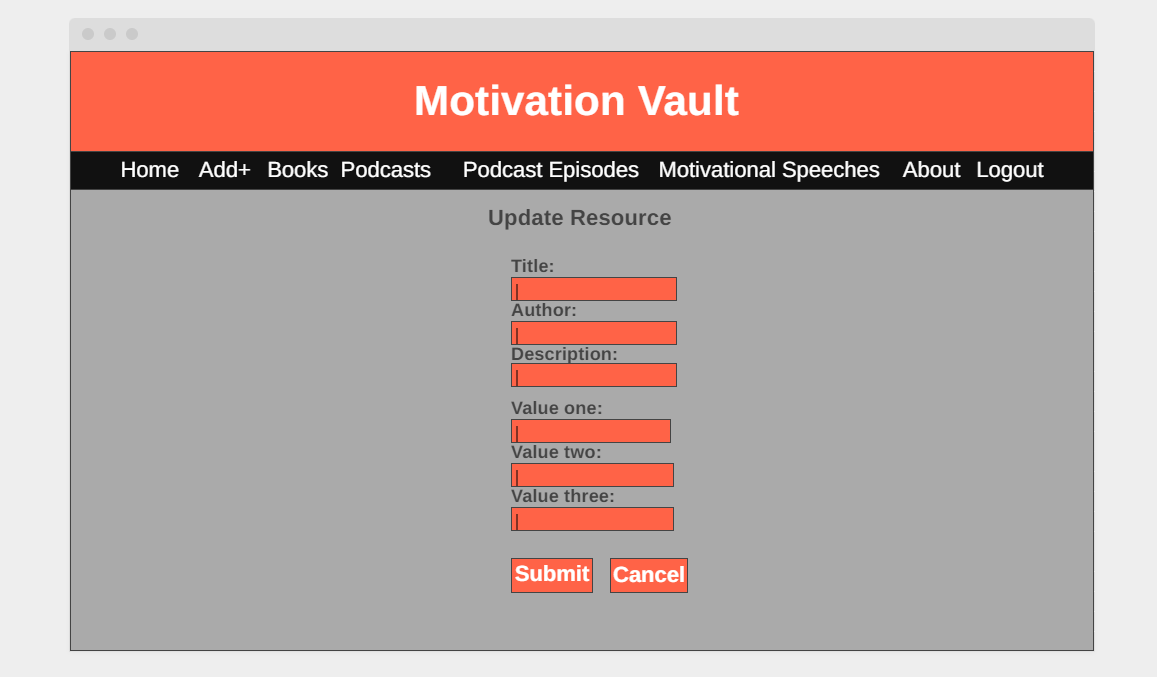 Motivation Vault
Home Add+ Books Podcasts Podcast Episodes Motivational Speeches About Logout
Update Resource
Title:
Author:
Description:
Value one:
Value two:
Value three:
Submit Cancel